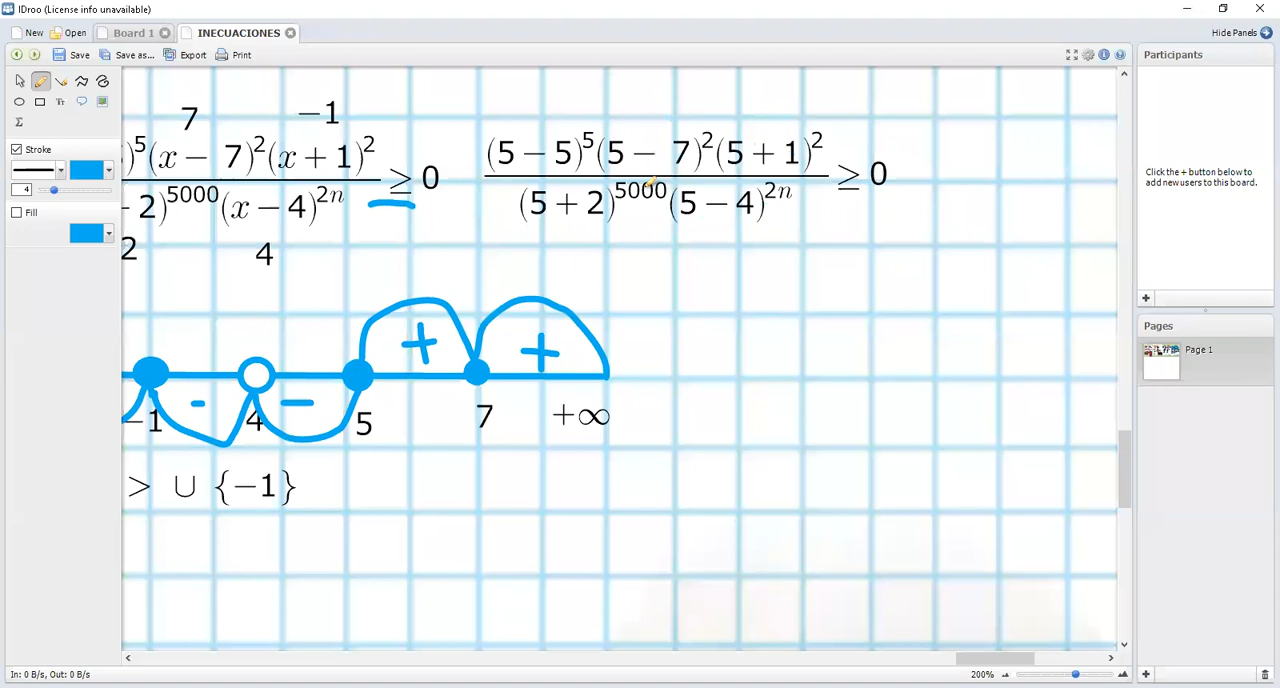 IDroo (License info unavailable)
New Open Board 1 INECUACIONES Hide Panels
Save Save as... Export Print Participants
Click the + button below to
add new users to this board.
Stroke
4
Fill
7 −1
)^5 (x − 7)^2 (x + 1)^2
≥ 0
− 2)^5000 (x − 4)^2n
2 4
(5 − 5)^5 (5 − 7)^2 (5 + 1)^2
≥ 0
(5 + 2)^5000 (5 − 4)^2n
+ +
- −
−1 4 5 7 +∞
> ∪ {−1}
Pages
Page 1
In: 0 B/s, Out: 0 B/s 200%